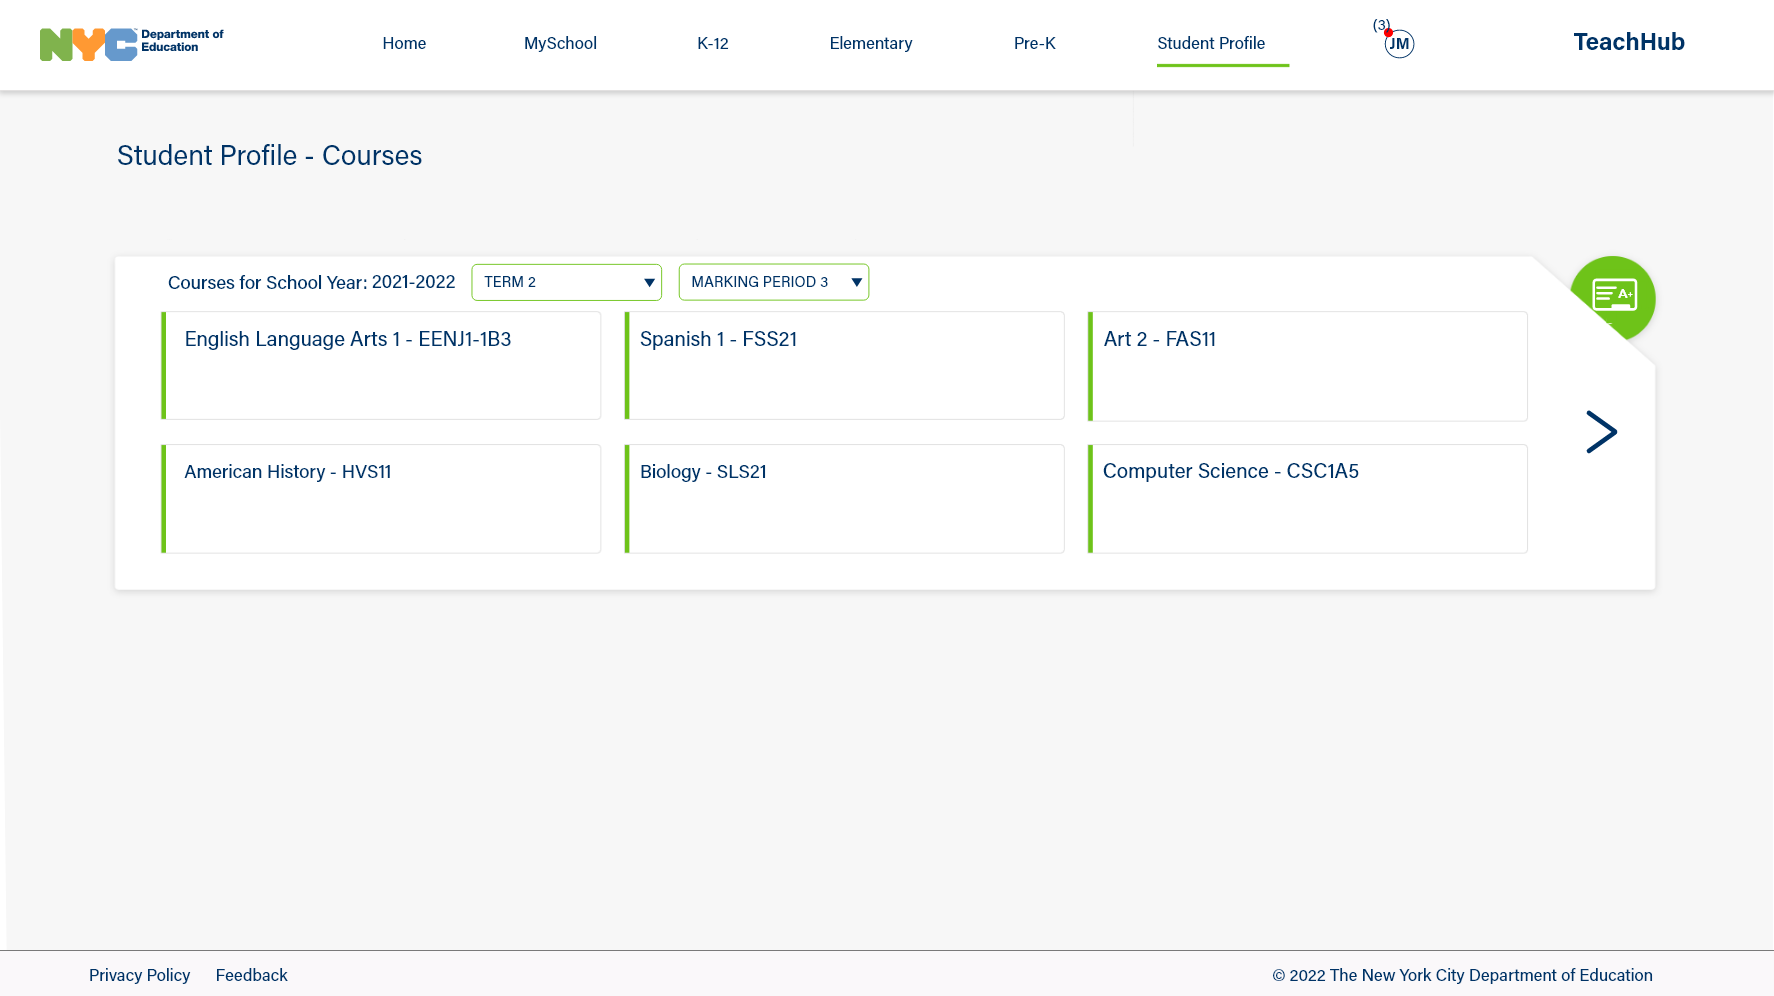 NYC Department of
Education
Home
MySchool
K-12
Elementary
Pre-K
Student Profile
(3)
JM
TeachHub
Student Profile - Courses
Courses for School Year: 2021-2022
TERM 2
MARKING PERIOD 3
A+
English Language Arts 1 - EENJ1-1B3
Spanish 1 - FSS21
Art 2 - FAS11
American History - HVS11
Biology - SLS21
Computer Science - CSC1A5
Privacy Policy
Feedback
© 2022 The New York City Department of Education